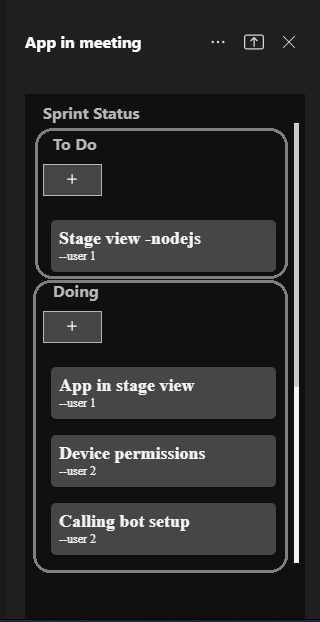 App in meeting
Sprint Status
To Do
+
Stage view -nodejs
--user 1
Doing
+
App in stage view
--user 1
Device permissions
--user 2
Calling bot setup
--user 2